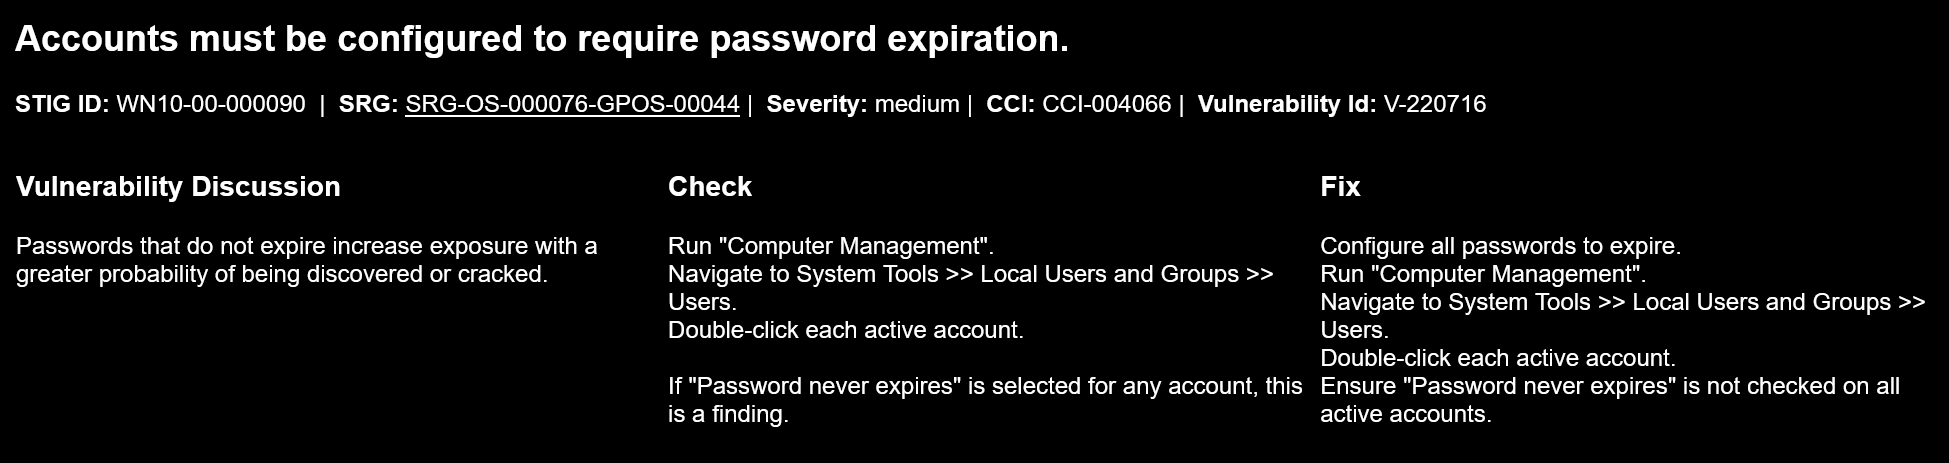 Accounts must be configured to require password expiration.
STIG ID: WN10-00-000090 | SRG: SRG-OS-000076-GPOS-00044 | Severity: medium | CCI: CCI-004066 | Vulnerability Id: V-220716
Vulnerability Discussion
Passwords that do not expire increase exposure with a
greater probability of being discovered or cracked.
Check
Run "Computer Management".
Navigate to System Tools >> Local Users and Groups >>
Users.
Double-click each active account.
If "Password never expires" is selected for any account, this
is a finding.
Fix
Configure all passwords to expire.
Run "Computer Management".
Navigate to System Tools >> Local Users and Groups >>
Users.
Double-click each active account.
Ensure "Password never expires" is not checked on all
active accounts.